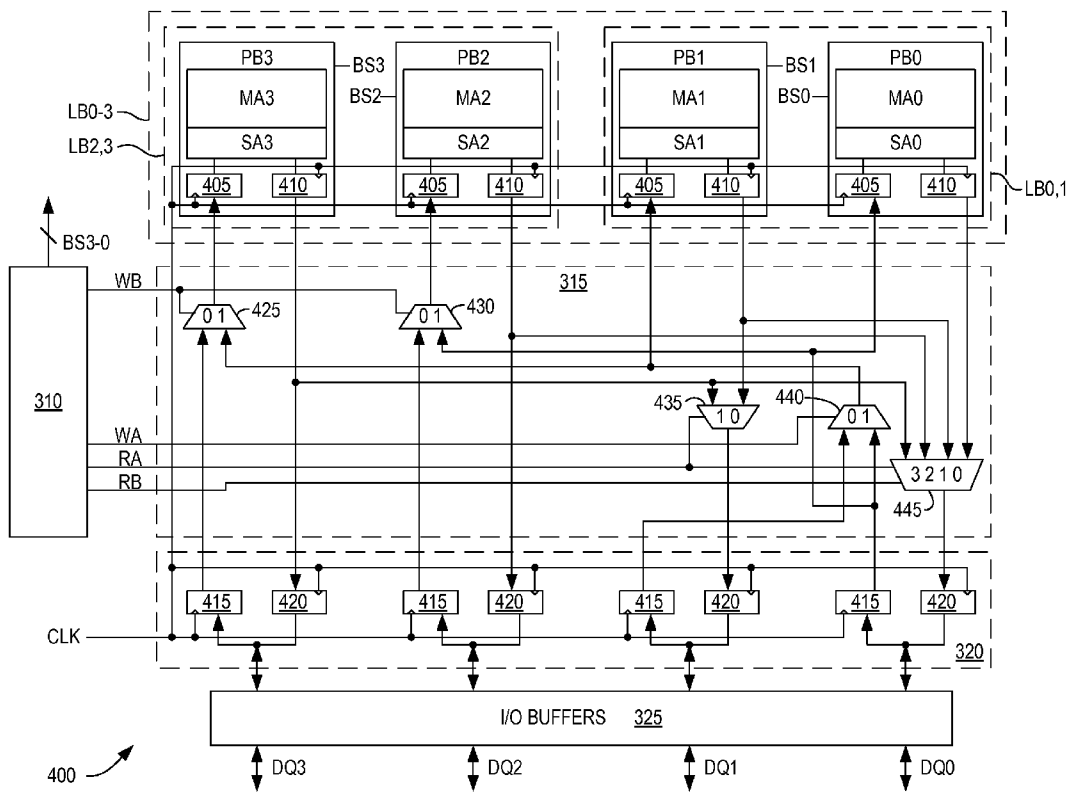 PB3 PB2 PB1 PB0
BS3 BS1
MA3 BS2 MA2 MA1 BS0 MA0
LB0-3
SA3 SA2 SA1 SA0
LB2,3
405 410 405 410 405 410 405 410
LB0,1
BS3-0
WB 315
0 1 425 0 1 430
310
435 1 0 440 0 1
WA
RA
RB
3 2 1 0
445
415 420 415 420 415 420 415 420
CLK
320
I/O BUFFERS 325
400
DQ3 DQ2 DQ1 DQ0